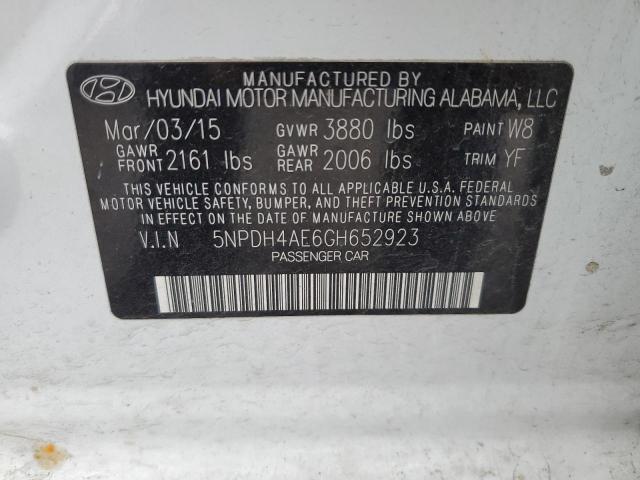 MANUFACTURED BY
HYUNDAI MOTOR MANUFACTURING ALABAMA, LLC
Mar/03/15 GVWR 3880 lbs PAINT W8
GAWR FRONT 2161 lbs GAWR REAR 2006 lbs TRIM YF
THIS VEHICLE CONFORMS TO ALL APPLICABLE U.S.A. FEDERAL
MOTOR VEHICLE SAFETY, BUMPER, AND THEFT PREVENTION STANDARDS
IN EFFECT ON THE DATE OF MANUFACTURE SHOWN ABOVE.
V.I.N 5NPDH4AE6GH652923
PASSENGER CAR